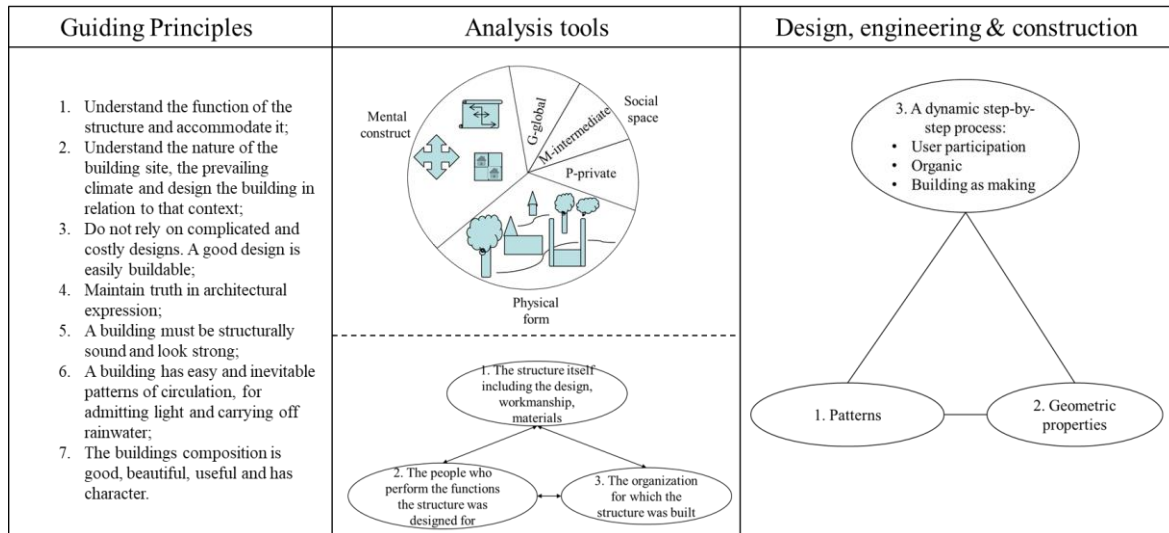 Guiding Principles
1. Understand the function of the
structure and accommodate it;
2. Understand the nature of the
building site, the prevailing
climate and design the building in
relation to that context;
3. Do not rely on complicated and
costly designs. A good design is
easily buildable;
4. Maintain truth in architectural
expression;
5. A building must be structurally
sound and look strong;
6. A building has easy and inevitable
patterns of circulation, for
admitting light and carrying off
rainwater;
7. The buildings composition is
good, beautiful, useful and has
character.
Analysis tools
Mental
construct
G-global
M-intermediate
P-private
Social
space
Physical
form
1. The structure itself
including the design,
workmanship,
materials
2. The people who
perform the functions
the structure was
designed for
3. The organization
for which the
structure was built
Design, engineering & construction
3. A dynamic step-by-
step process:
• User participation
• Organic
• Building as making
1. Patterns
2. Geometric
properties